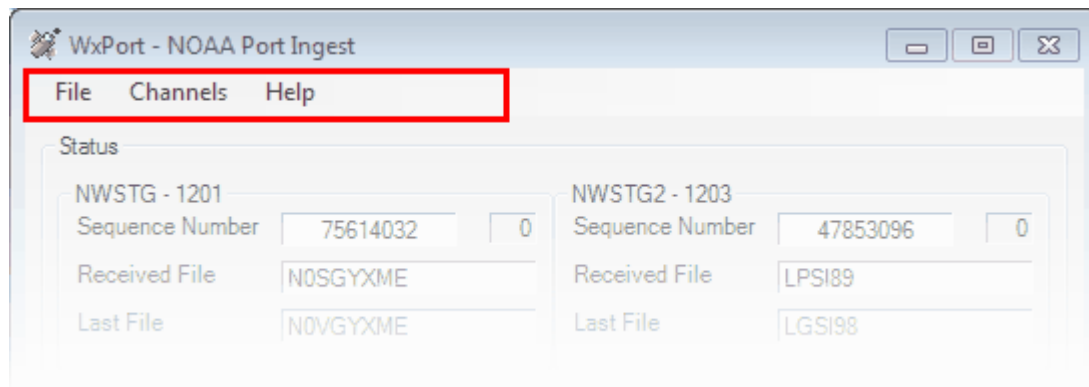 WxPort - NOAA Port Ingest
File Channels Help
Status
NWSTG - 1201
Sequence Number 75614032 0
Received File N0SGYXME
Last File N0VGYXME
NWSTG2 - 1203
Sequence Number 47853096 0
Received File LPSI89
Last File LGSI98